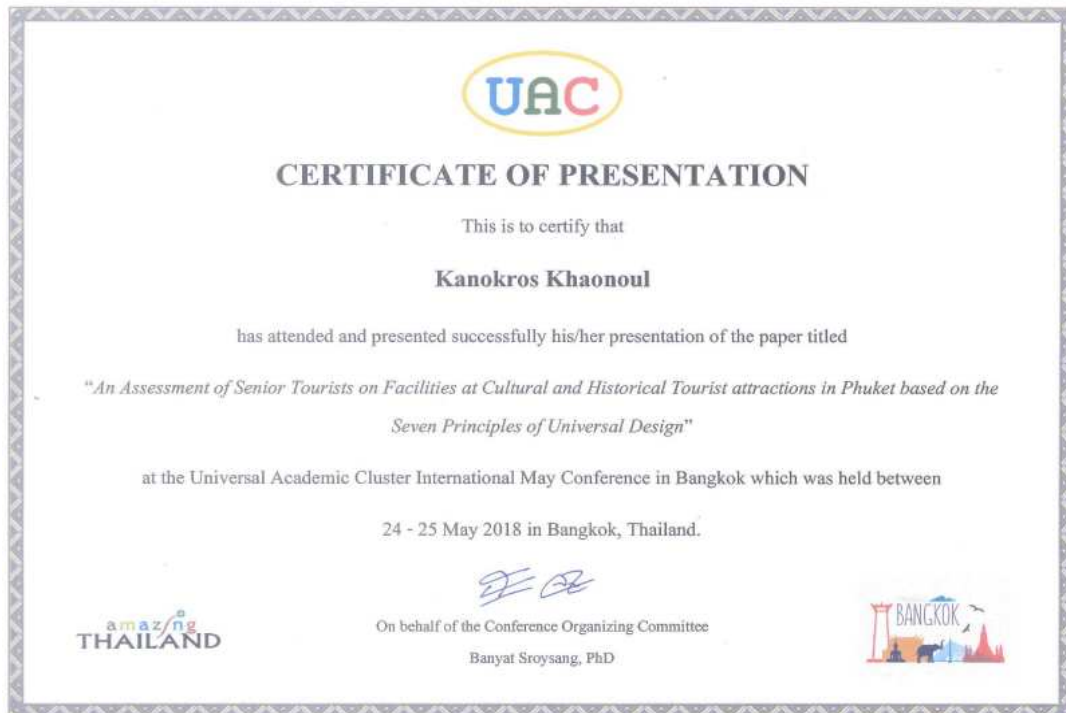 UAC
CERTIFICATE OF PRESENTATION
This is to certify that
Kanokros Khaonoul
has attended and presented successfully his/her presentation of the paper titled
“An Assessment of Senior Tourists on Facilities at Cultural and Historical Tourist attractions in Phuket based on the
Seven Principles of Universal Design”
at the Universal Academic Cluster International May Conference in Bangkok which was held between
24 - 25 May 2018 in Bangkok, Thailand.
On behalf of the Conference Organizing Committee
Banyat Sroysang, PhD
amazing
THAILAND
BANGKOK